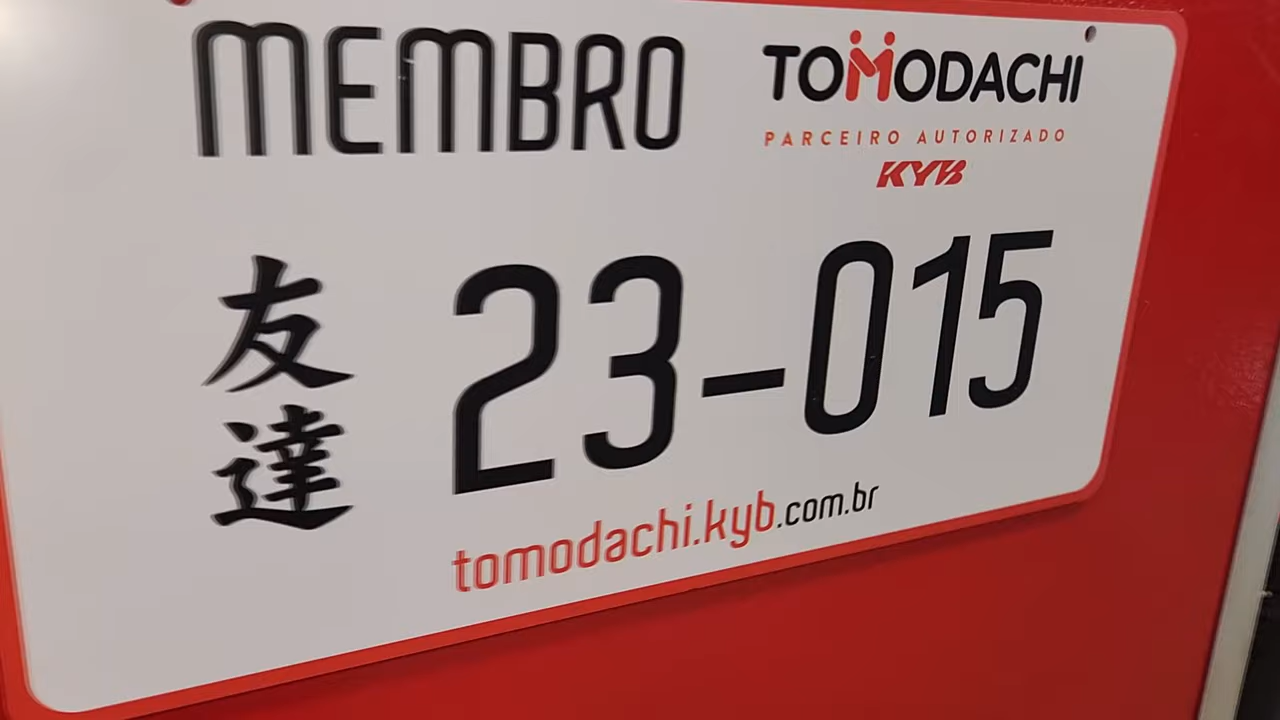 MEMBRO
TOMODACHI
PARCEIRO AUTORIZADO
KYB
友達
23-015
tomodachi.kyb.com.br